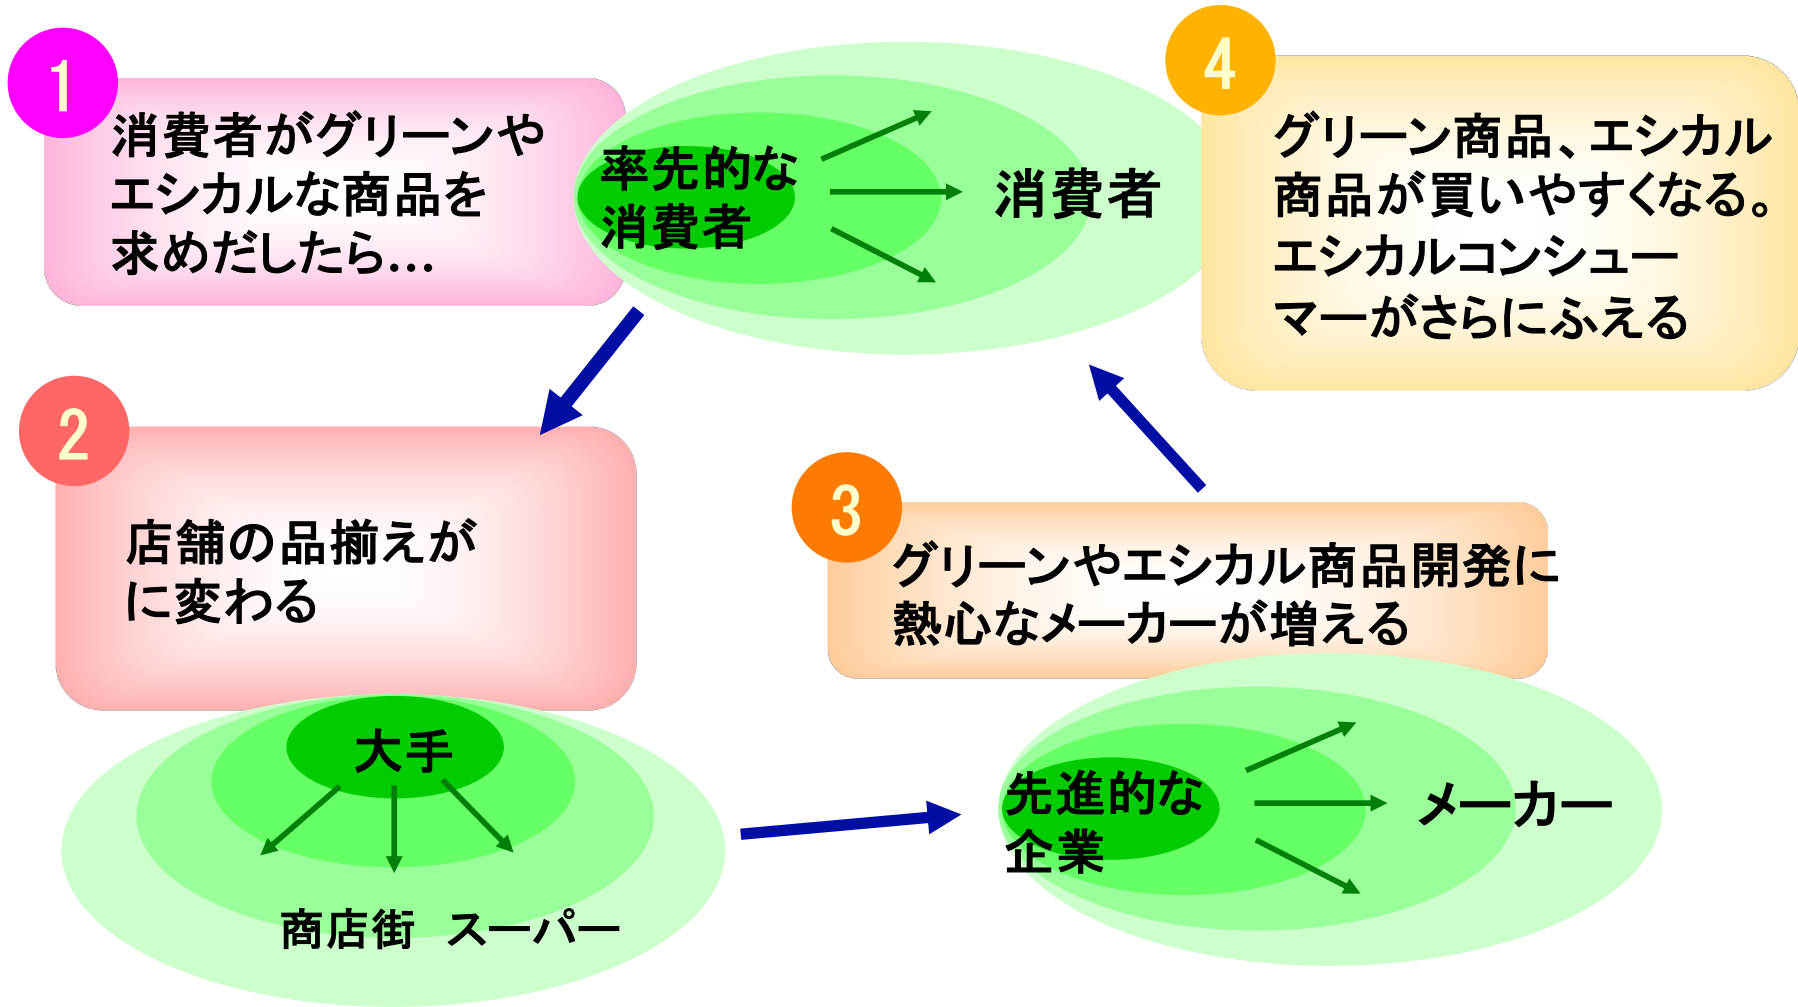 1
消費者がグリーンや
エシカルな商品を
求めだしたら…
率先的な
消費者
消費者
4
グリーン商品、エシカル
商品が買いやすくなる。
エシカルコンシュー
マーがさらにふえる
2
店舗の品揃えが
に変わる
大手
商店街　スーパー
3
グリーンやエシカル商品開発に
熱心なメーカーが増える
先進的な
企業
メーカー